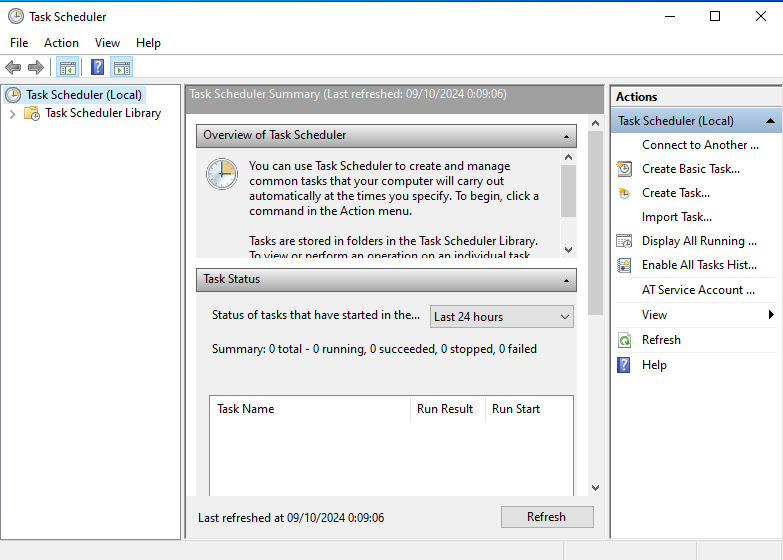 Task Scheduler
File Action View Help
Task Scheduler (Local)
Task Scheduler Library
Task Scheduler Summary (Last refreshed: 09/10/2024 0:09:06)
Overview of Task Scheduler
You can use Task Scheduler to create and manage
common tasks that your computer will carry out
automatically at the times you specify. To begin, click a
command in the Action menu.
Tasks are stored in folders in the Task Scheduler Library.
To view or perform an operation on an individual task
Task Status
Status of tasks that have started in the... Last 24 hours
Summary: 0 total - 0 running, 0 succeeded, 0 stopped, 0 failed
Task Name Run Result Run Start
Last refreshed at 09/10/2024 0:09:06 Refresh
Actions
Task Scheduler (Local)
Connect to Another ...
Create Basic Task...
Create Task...
Import Task...
Display All Running ...
Enable All Tasks Hist...
AT Service Account ...
View
Refresh
Help